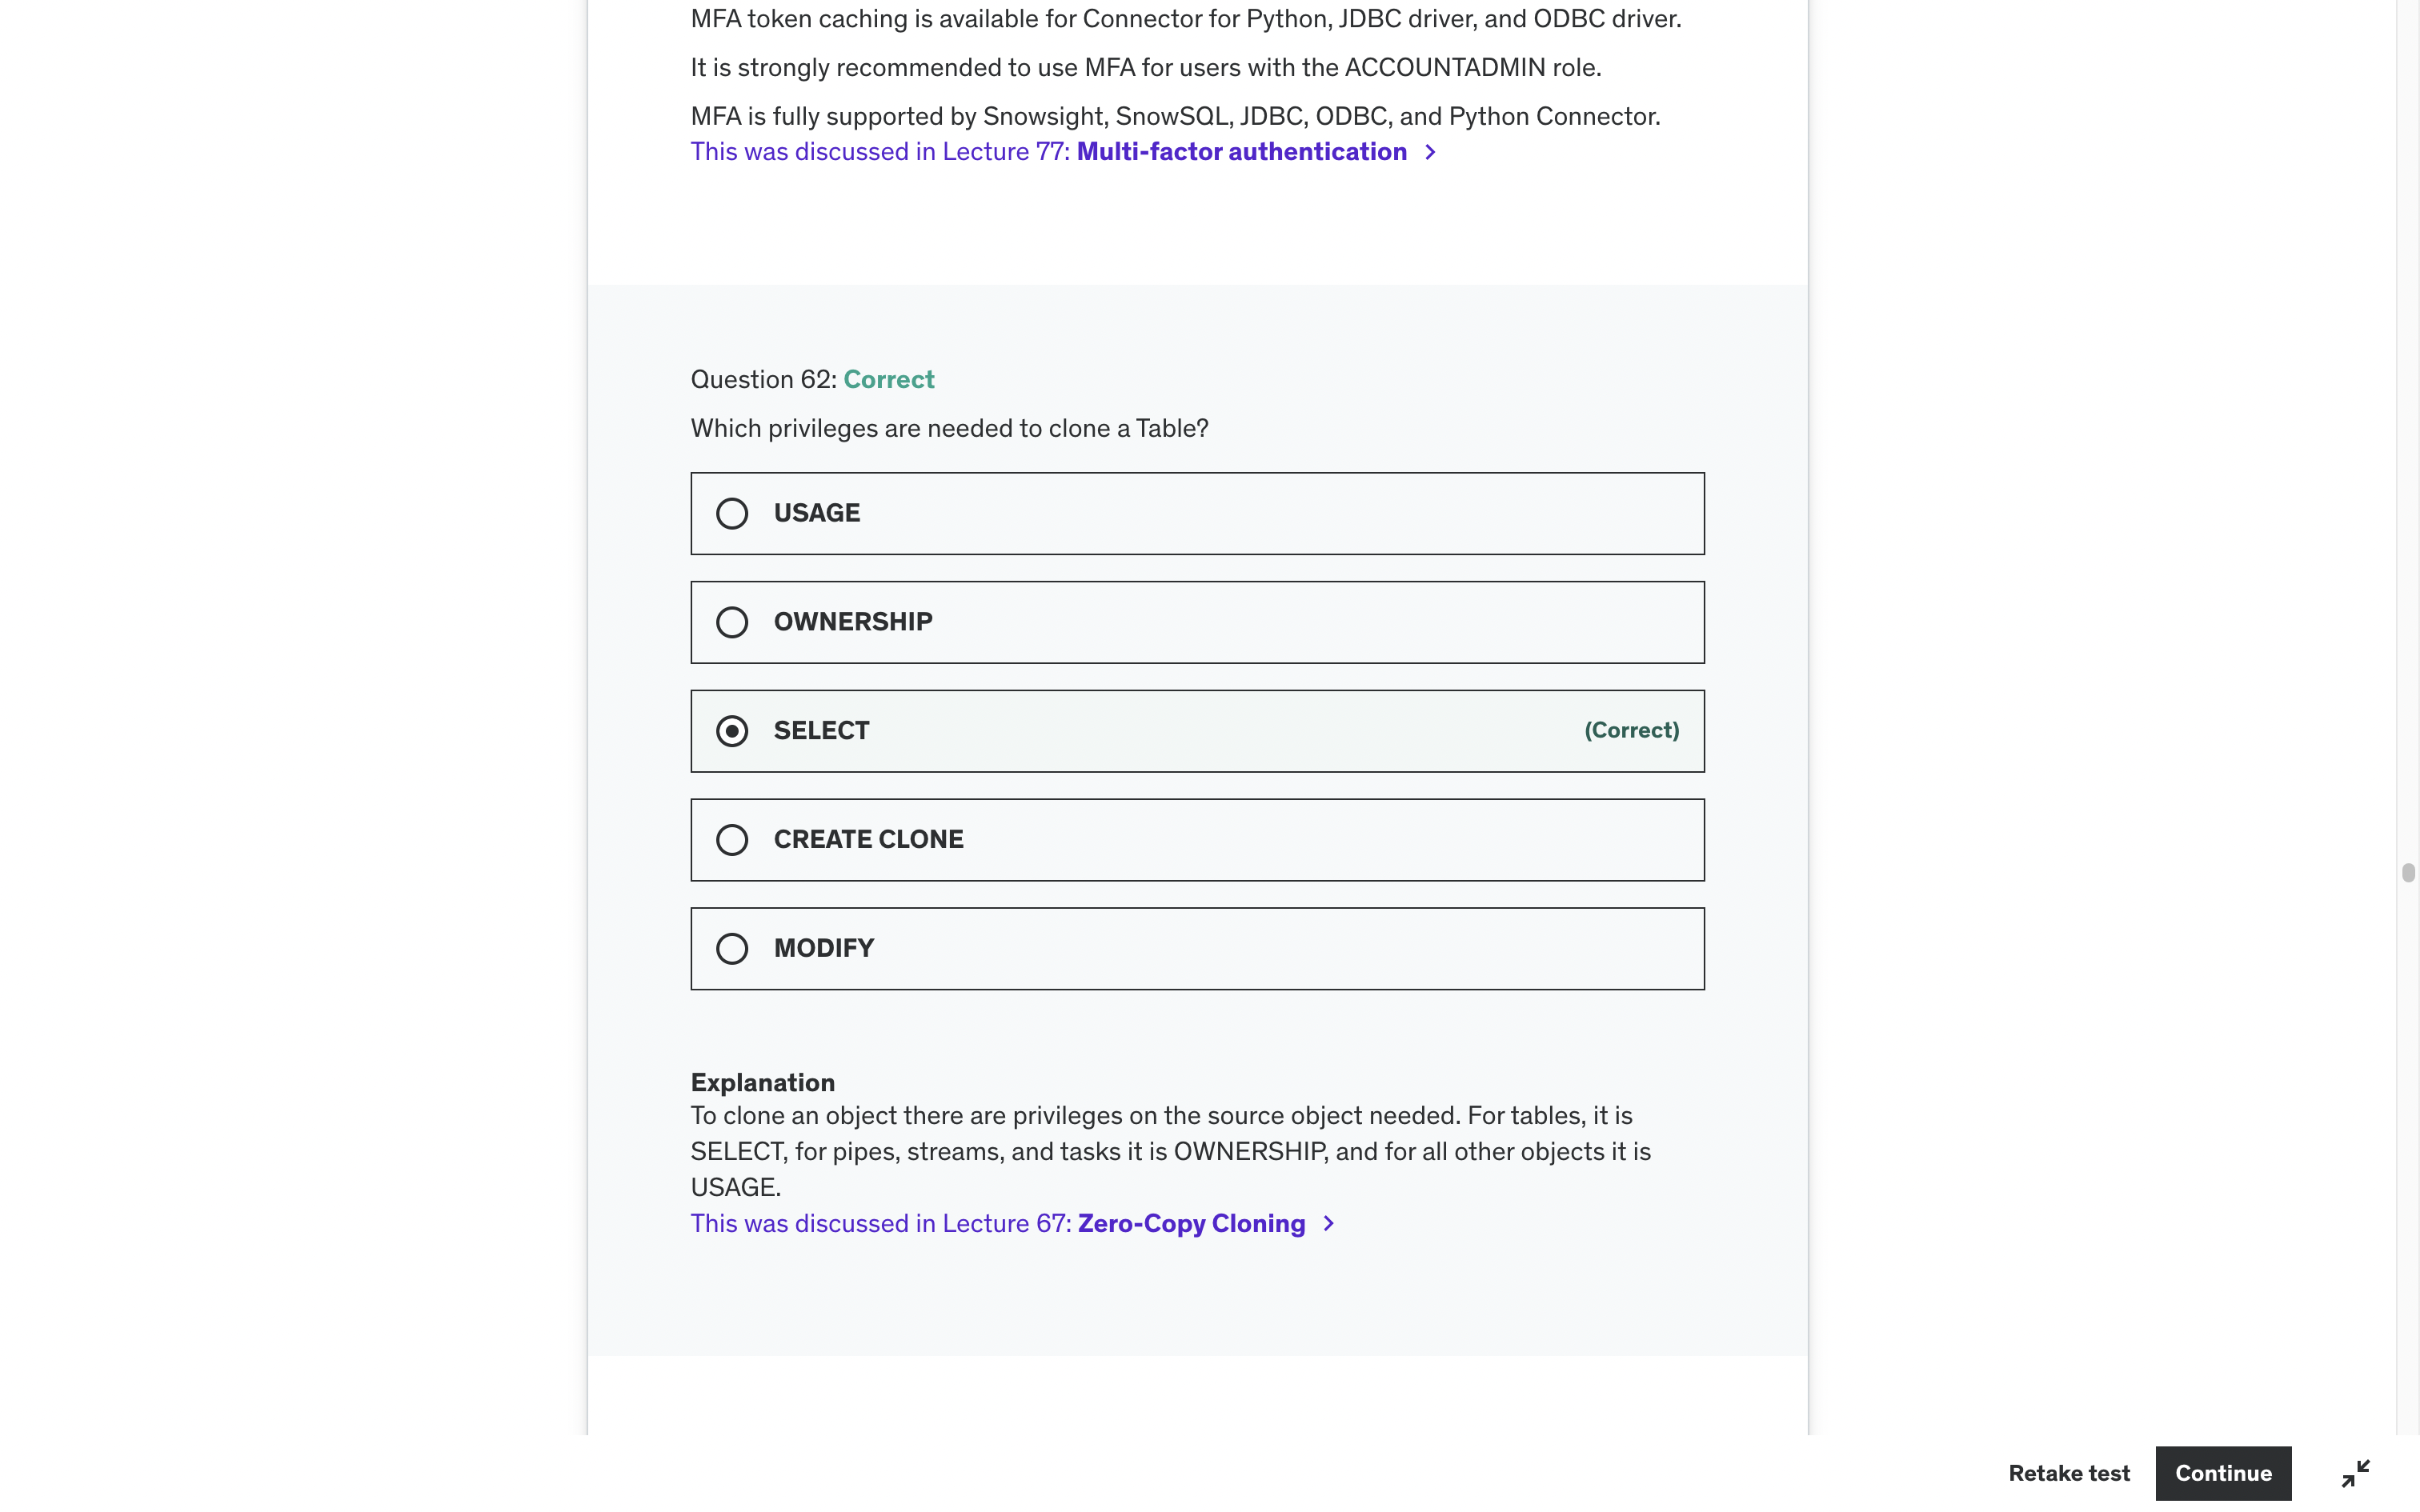 MFA token caching is available for Connector for Python, JDBC driver, and ODBC driver.
It is strongly recommended to use MFA for users with the ACCOUNTADMIN role.
MFA is fully supported by Snowsight, SnowSQL, JDBC, ODBC, and Python Connector.
This was discussed in Lecture 77: Multi-factor authentication >
Question 62: Correct
Which privileges are needed to clone a Table?
USAGE
OWNERSHIP
SELECT (Correct)
CREATE CLONE
MODIFY
Explanation
To clone an object there are privileges on the source object needed. For tables, it is
SELECT, for pipes, streams, and tasks it is OWNERSHIP, and for all other objects it is
USAGE.
This was discussed in Lecture 67: Zero-Copy Cloning >
Retake test Continue